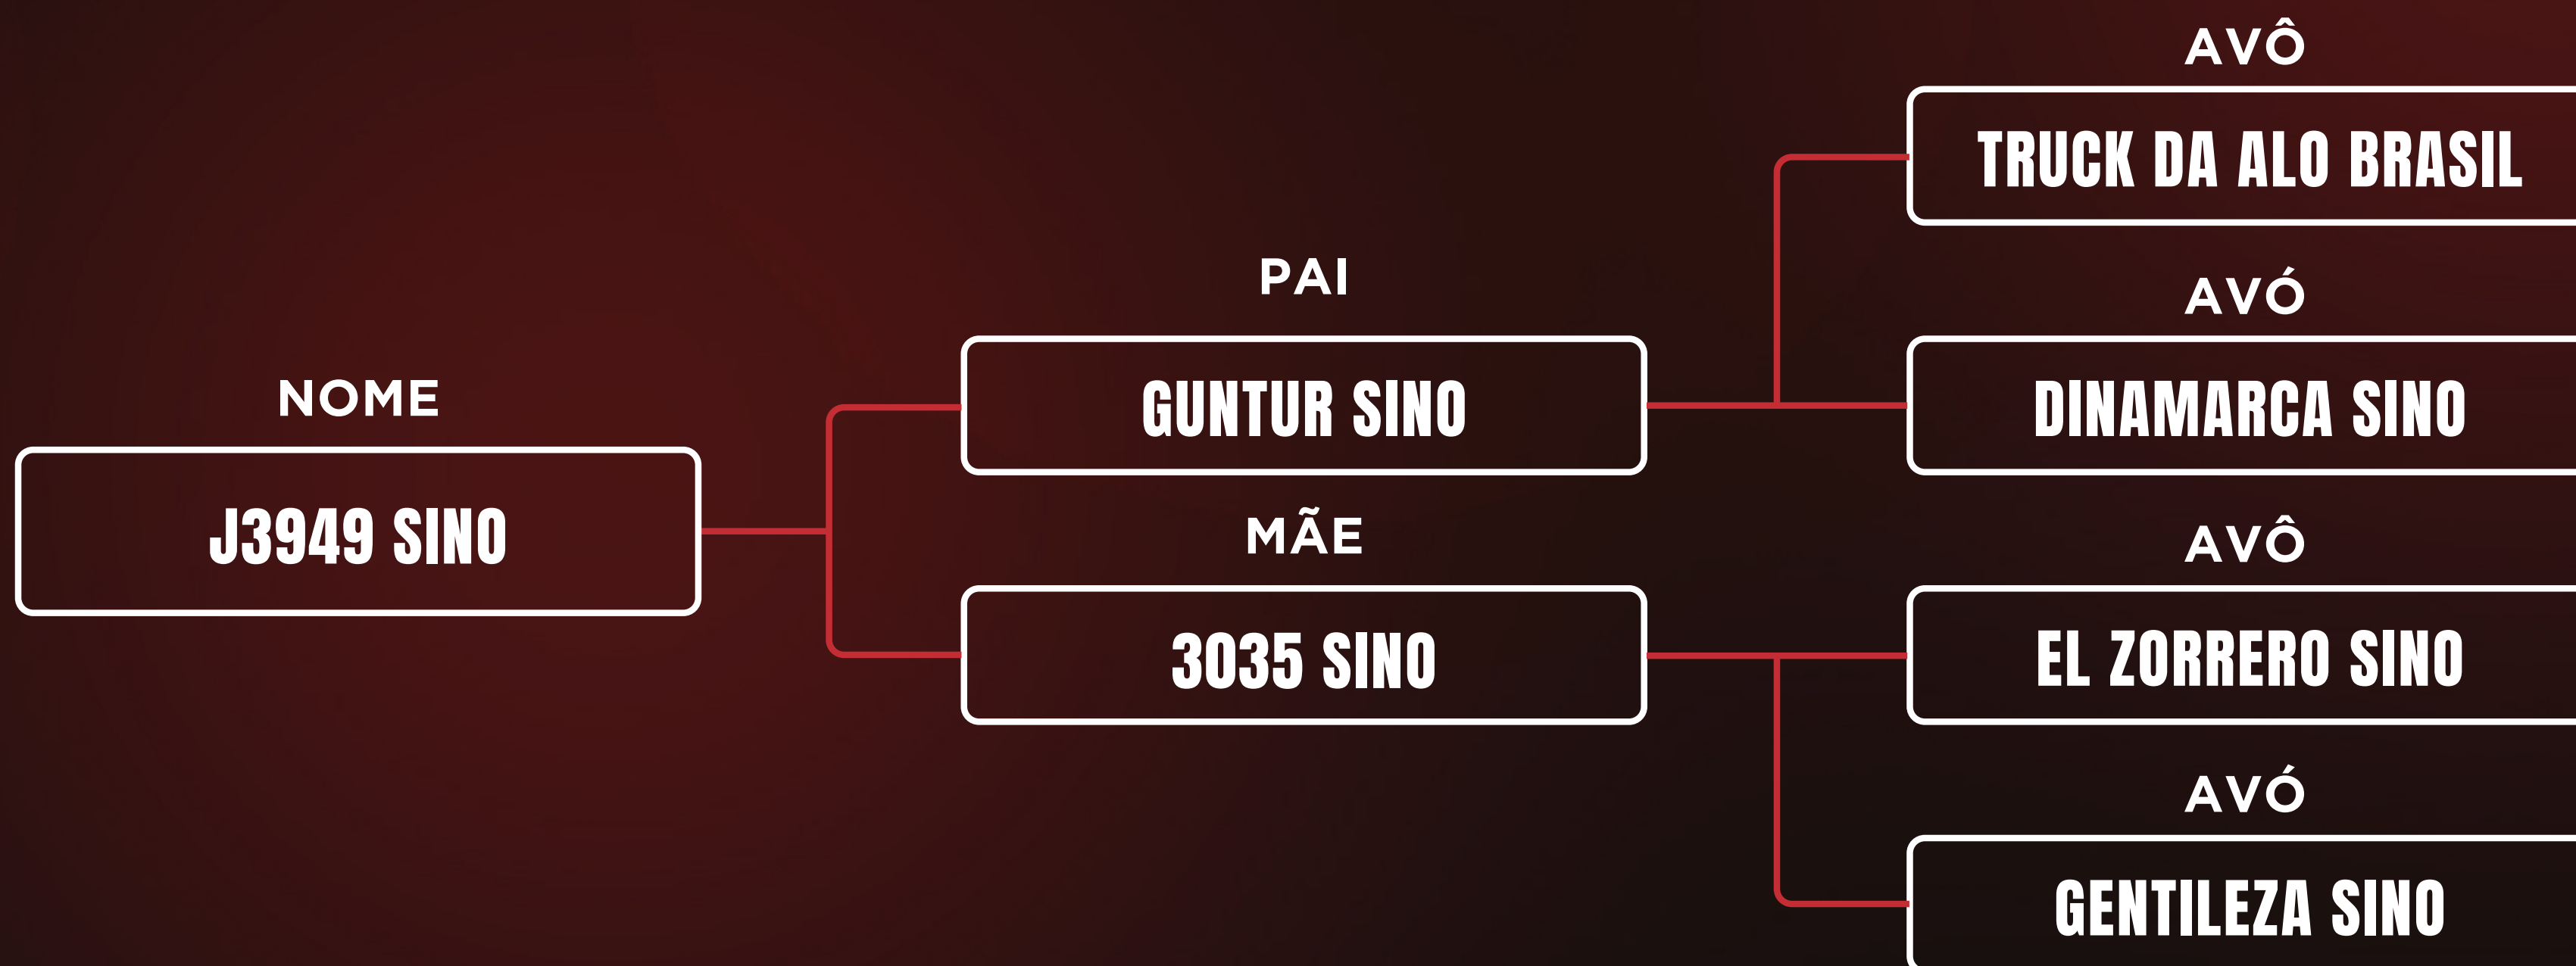 NOME
J3949 SINO
PAI
GUNTUR SINO
MÃE
3035 SINO
AVÔ
TRUCK DA ALO BRASIL
AVÓ
DINAMARCA SINO
AVÔ
EL ZORRERO SINO
AVÓ
GENTILEZA SINO